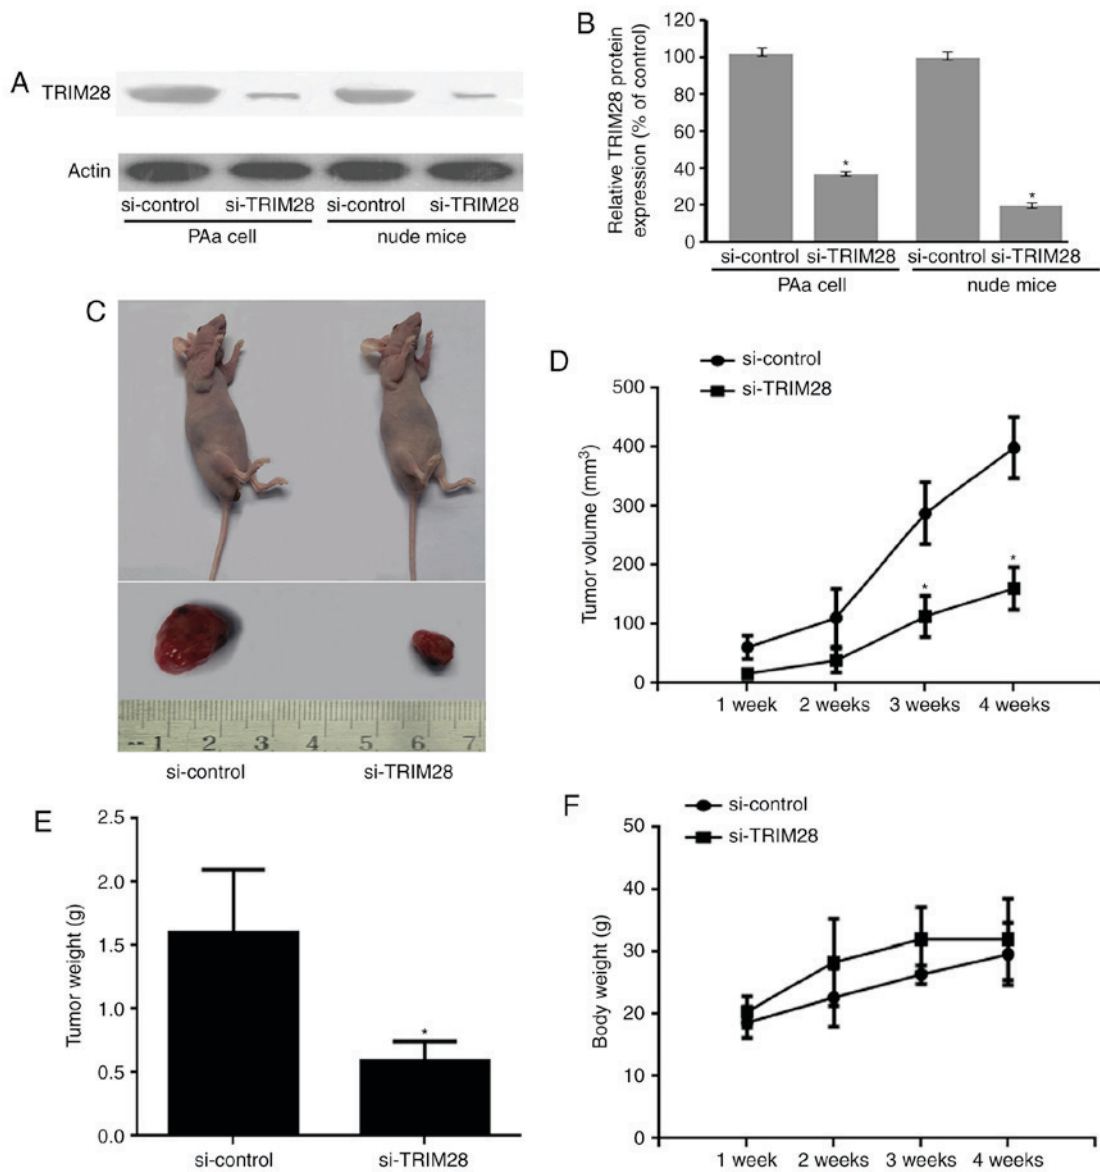 A
TRIM28
Actin
si-control si-TRIM28 si-control si-TRIM28
PAa cell nude mice
B
Relative TRIM28 protein
expression (% of control)
120
100
80
60
40
20
0
*
*
si-control si-TRIM28 si-control si-TRIM28
PAa cell nude mice
C
1 2 3 4 5 6 7
si-control si-TRIM28
D
si-control
si-TRIM28
Tumor volume (mm³)
500
400
300
200
100
0
*
*
1 week 2 weeks 3 weeks 4 weeks
E
Tumor weight (g)
2.5
2.0
1.5
1.0
0.5
0.0
*
si-control si-TRIM28
F
si-control
si-TRIM28
Body weight (g)
50
40
30
20
10
0
1 week 2 weeks 3 weeks 4 weeks